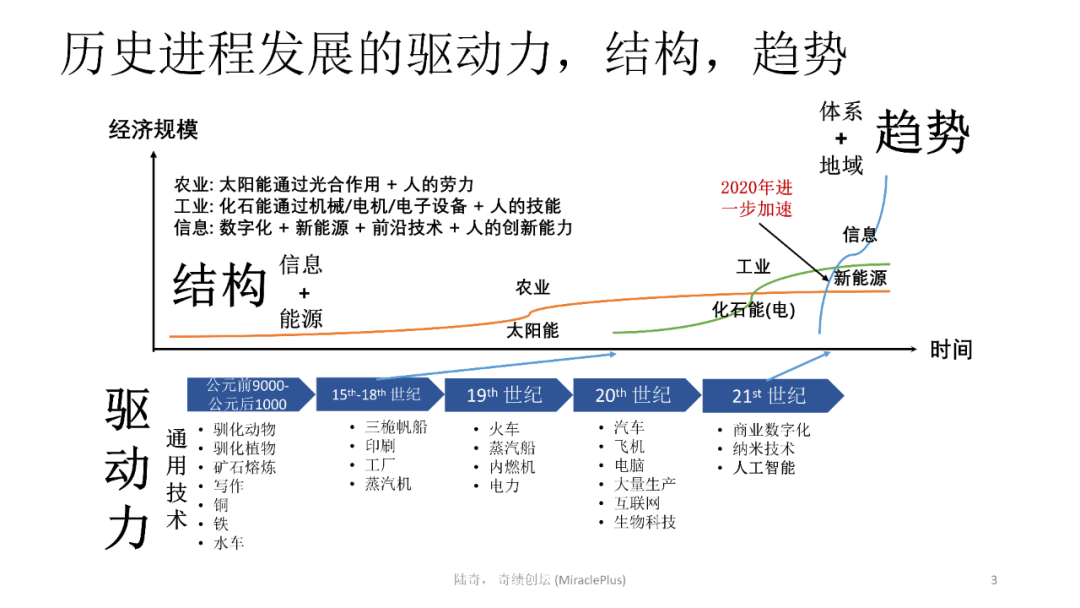 历史进程发展的驱动力，结构，趋势
经济规模
体系
+
地域
趋势
农业: 太阳能通过光合作用 + 人的劳力
工业: 化石能通过机械/电机/电子设备 + 人的技能
信息: 数字化 + 新能源 + 前沿技术 + 人的创新能力
2020年进
一步加速
信息
结构
信息
+
能源
农业
太阳能
工业
化石能(电)
新能源
时间
驱动力
通用技术
公元前9000-
公元后1000
• 驯化动物
• 驯化植物
• 矿石熔炼
• 写作
• 铜
• 铁
• 水车
15th-18th 世纪
• 三桅帆船
• 印刷
• 工厂
• 蒸汽机
19th 世纪
• 火车
• 蒸汽船
• 内燃机
• 电力
20th 世纪
• 汽车
• 飞机
• 电脑
• 大量生产
• 互联网
• 生物科技
21st 世纪
• 商业数字化
• 纳米技术
• 人工智能
陆奇， 奇绩创坛 (MiraclePlus)
3